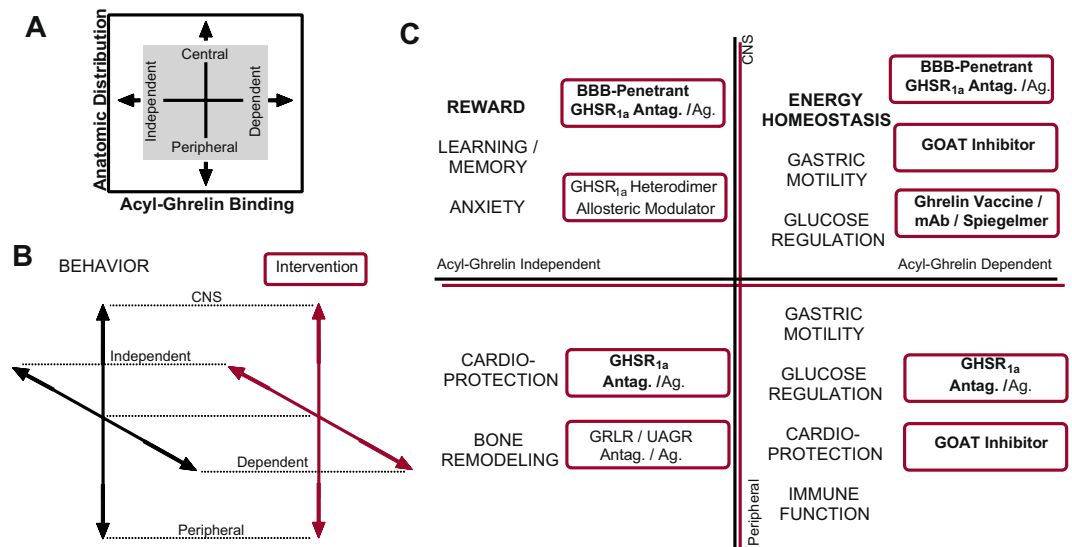 A
Anatomic Distribution
Central
Independent
Dependent
Peripheral
Acyl-Ghrelin Binding
B
BEHAVIOR
Intervention
CNS
Independent
Dependent
Peripheral
C
CNS
REWARD
LEARNING /
MEMORY
ANXIETY
BBB-Penetrant
GHSR1a Antag. /Ag.
GHSR1a Heterodimer
Allosteric Modulator
ENERGY
HOMEOSTASIS
GASTRIC
MOTILITY
GLUCOSE
REGULATION
BBB-Penetrant
GHSR1a Antag. /Ag.
GOAT Inhibitor
Ghrelin Vaccine /
mAb / Spiegelmer
Acyl-Ghrelin Independent
Acyl-Ghrelin Dependent
CARDIO-
PROTECTION
BONE
REMODELING
GHSR1a
Antag. /Ag.
GRLR / UAGR
Antag. / Ag.
GASTRIC
MOTILITY
GLUCOSE
REGULATION
CARDIO-
PROTECTION
IMMUNE
FUNCTION
GHSR1a
Antag. /Ag.
GOAT Inhibitor
Peripheral